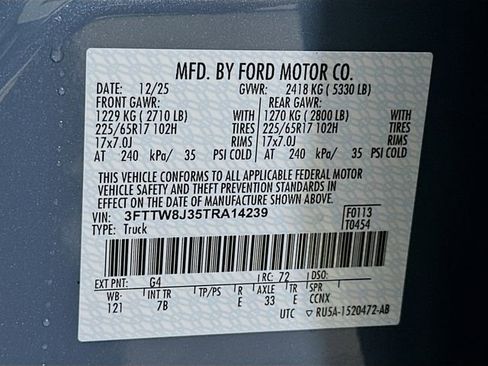 MFD. BY FORD MOTOR CO.
DATE: 12/25 GVWR: 2418 KG ( 5330 LB)
FRONT GAWR: REAR GAWR:
1229 KG ( 2710 LB) WITH 1270 KG ( 2800 LB) WITH
225/65R17 102H TIRES 225/65R17 102H TIRES
17x7.0J RIMS 17x7.0J RIMS
AT 240 kPa/ 35 PSI COLD AT 240 kPa/ 35 PSI COLD
THIS VEHICLE CONFORMS TO ALL APPLICABLE FEDERAL MOTOR
VEHICLE SAFETY AND THEFT PREVENTION STANDARDS IN
EFFECT ON THE DATE OF MANUFACTURE SHOWN ABOVE.
VIN: 3FTTW8J35TRA14239 F0113
TYPE: Truck T0454
EXT PNT: G4 RC: 72 DSO:
WB INT TR TP/PS R AXLE TR SPR
121 7B E 33 E CCNX
UTC RU5A-1520472-AB